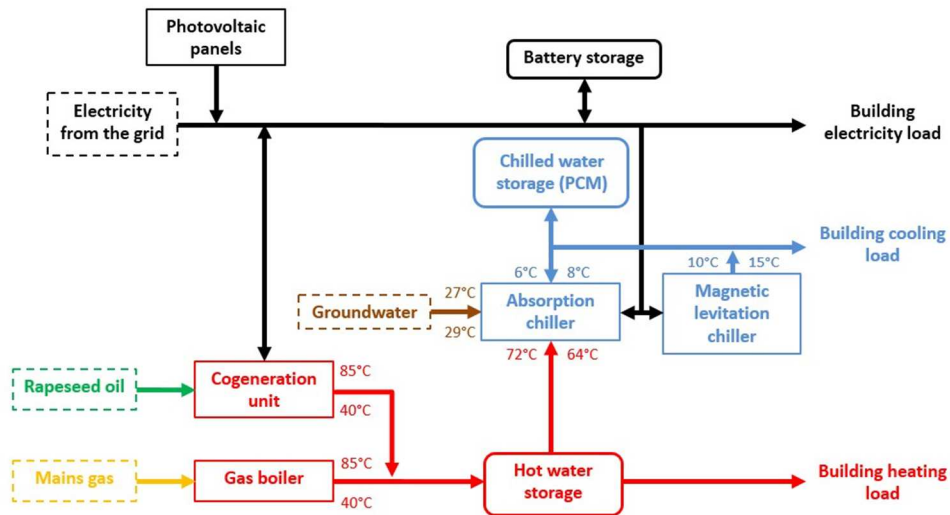 Photovoltaic
panels
Battery storage
Electricity
from the grid
Building
electricity load
Chilled water
storage (PCM)
Building cooling
load
6°C 8°C
10°C 15°C
27°C
Groundwater
29°C
Absorption
chiller
Magnetic
levitation
chiller
72°C 64°C
Rapeseed oil
Cogeneration
unit
85°C
40°C
Mains gas
Gas boiler
85°C
40°C
Hot water
storage
Building heating
load